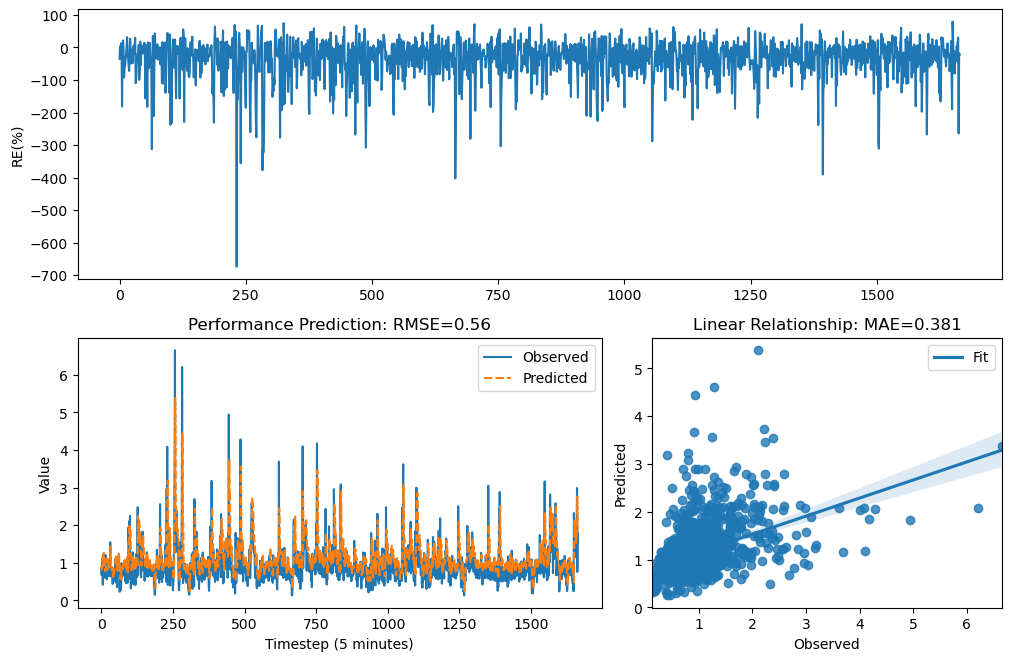 100
0
−100
−200
−300
−400
−500
−600
−700
RE(%)
0 250 500 750 1000 1250 1500
Performance Prediction: RMSE=0.56
6
5
4
3
2
1
0
Value
Observed
Predicted
0 250 500 750 1000 1250 1500
Timestep (5 minutes)
Linear Relationship: MAE=0.381
5
4
3
2
1
0
Predicted
Fit
1 2 3 4 5 6
Observed